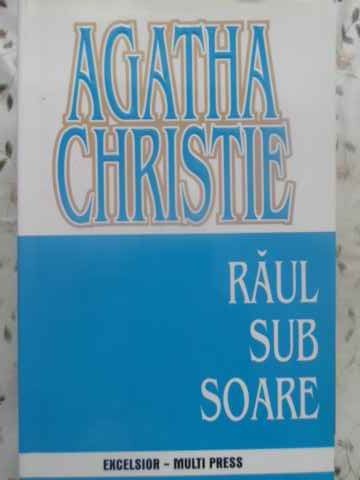 AGATHA
CHRISTIE
RĂUL
SUB
SOARE
EXCELSIOR – MULTI PRESS